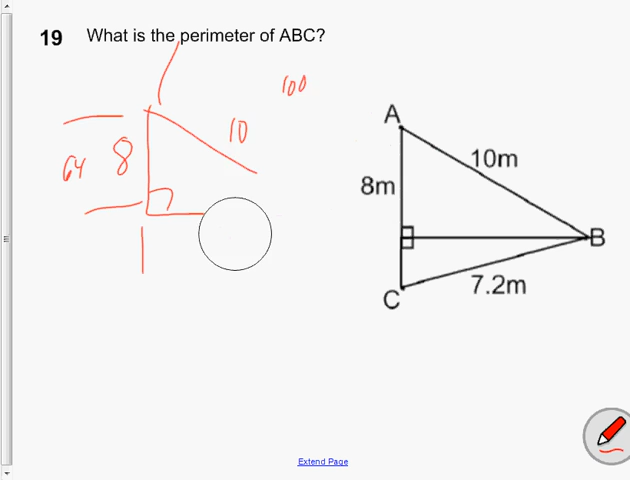 19 What is the perimeter of ABC?
100
10
64 8
A
10m
8m
B
7.2m
C
Extend Page